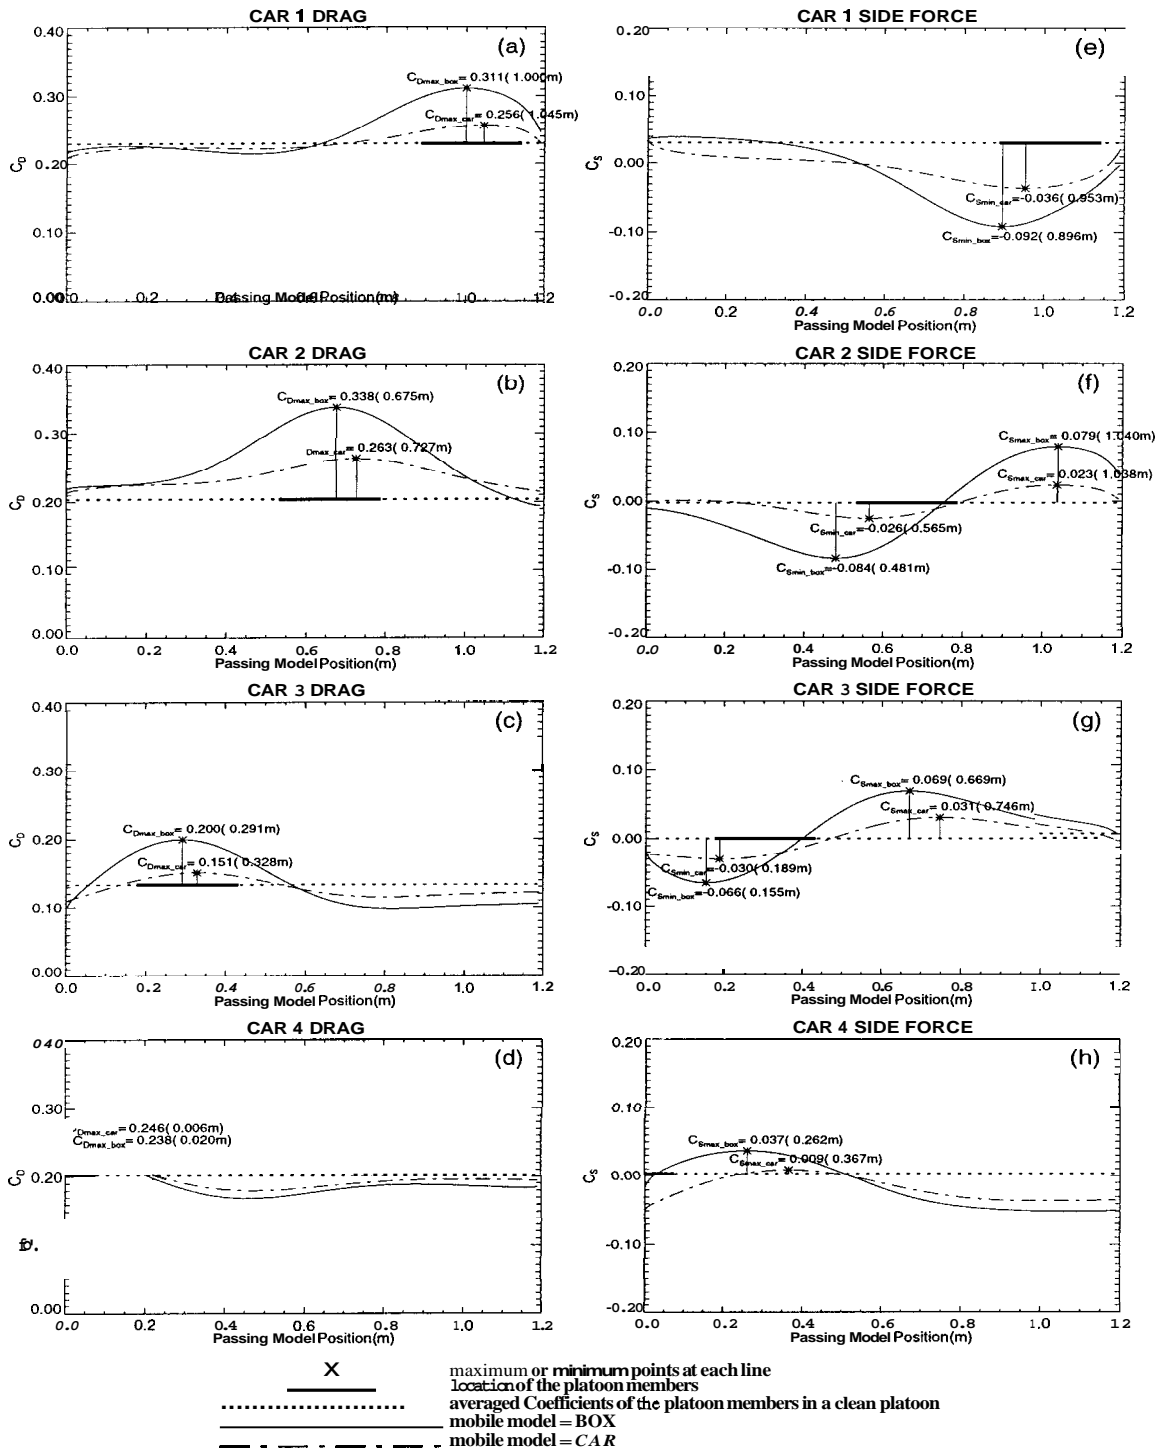 CAR 1 DRAG
(a)
C_Dmax_box= 0.311( 1.000m)
C_Dmax_car= 0.256( 1.045m)
C_D
0.40
0.30
0.20
0.10
0.00
0.0 0.2 0.4 0.6 1.0 1.2
Passing Model Position(m)
CAR 1 SIDE FORCE
(e)
C_Smin_car=-0.036( 0.953m)
C_Smin_box=-0.092( 0.896m)
C_S
0.20
0.10
0.00
-0.10
-0.20
0.0 0.2 0.4 0.6 0.8 1.0 1.2
Passing Model Position(m)
CAR 2 DRAG
(b)
C_Dmax_box= 0.338( 0.675m)
Dmax_car= 0.263( 0.727m)
C_D
0.40
0.30
0.20
0.10
0.00
0.0 0.2 0.4 0.6 0.8 1.0 1.2
Passing Model Position(m)
CAR 2 SIDE FORCE
(f)
C_Smax_box= 0.079( 1.040m)
C_Smax_car= 0.023( 1.038m)
C_Smin_car=-0.026( 0.565m)
C_Smin_box=-0.084( 0.481m)
C_S
0.20
0.10
0.00
-0.10
-0.20
0.0 0.2 0.4 0.6 0.8 1.0 1.2
Passing Model Position(m)
CAR 3 DRAG
(c)
C_Dmax_box= 0.200( 0.291m)
C_Dmax_car= 0.151( 0.328m)
C_D
0.40
0.30
0.20
0.10
0.00
0.0 0.2 0.4 0.6 0.8 1.0 1.2
Passing Model Position(m)
CAR 3 SIDE FORCE
(g)
C_Smax_box= 0.069( 0.669m)
C_Smax_car= 0.031( 0.746m)
C_Smin_car=-0.030( 0.189m)
C_Smin_box=-0.066( 0.155m)
C_S
0.20
0.10
0.00
-0.10
-0.20
0.0 0.2 0.4 0.6 0.8 1.0 1.2
Passing Model Position(m)
CAR 4 DRAG
(d)
C_Dmax_car= 0.246( 0.006m)
C_Dmax_box= 0.238( 0.020m)
C_D
0.40
0.30
0.20
0.00
0.0 0.2 0.4 0.6 0.8 1.0 1.2
Passing Model Position(m)
CAR 4 SIDE FORCE
(h)
C_Smax_box= 0.037( 0.262m)
C_Smax_car= 0.009( 0.367m)
C_S
0.20
0.10
0.00
-0.10
-0.20
0.0 0.2 0.4 0.6 0.8 1.0 1.2
Passing Model Position(m)
X maximum or minimum points at each line
location of the platoon members
averaged Coefficients of the platoon members in a clean platoon
mobile model = BOX
mobile model = CAR